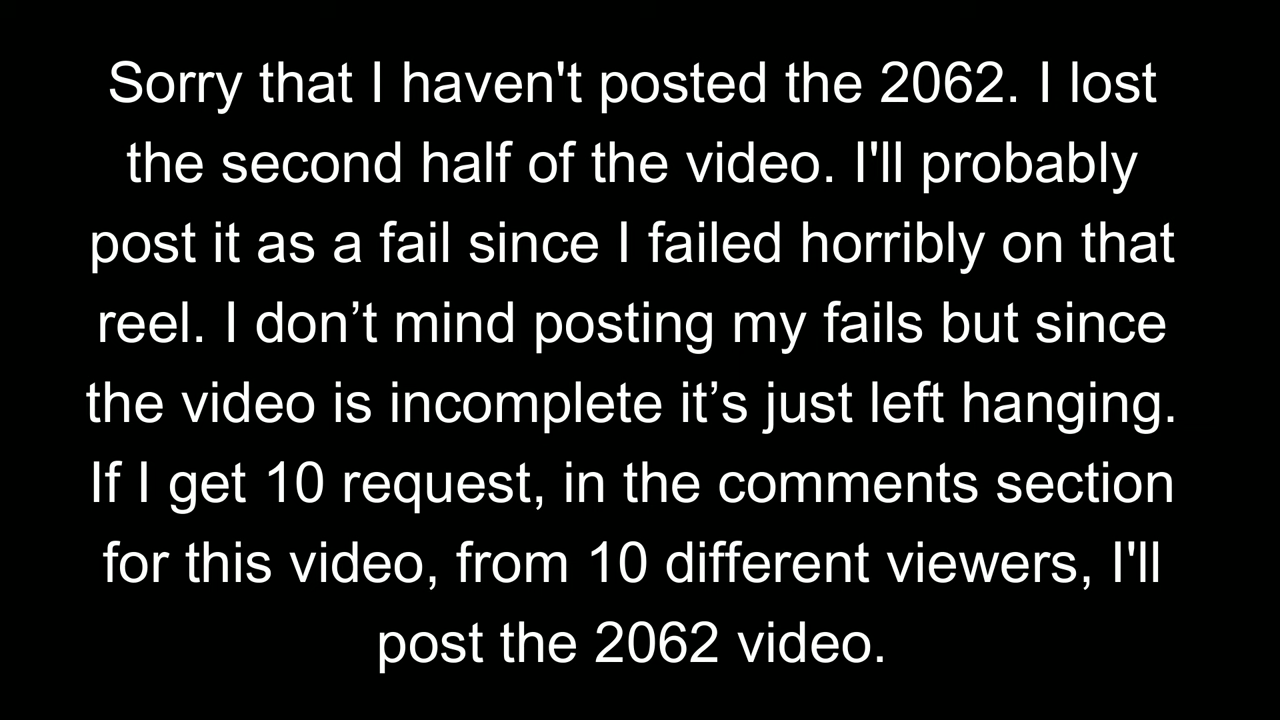 Sorry that I haven't posted the 2062. I lost
the second half of the video. I'll probably
post it as a fail since I failed horribly on that
reel. I don’t mind posting my fails but since
the video is incomplete it’s just left hanging.
If I get 10 request, in the comments section
for this video, from 10 different viewers, I'll
post the 2062 video.